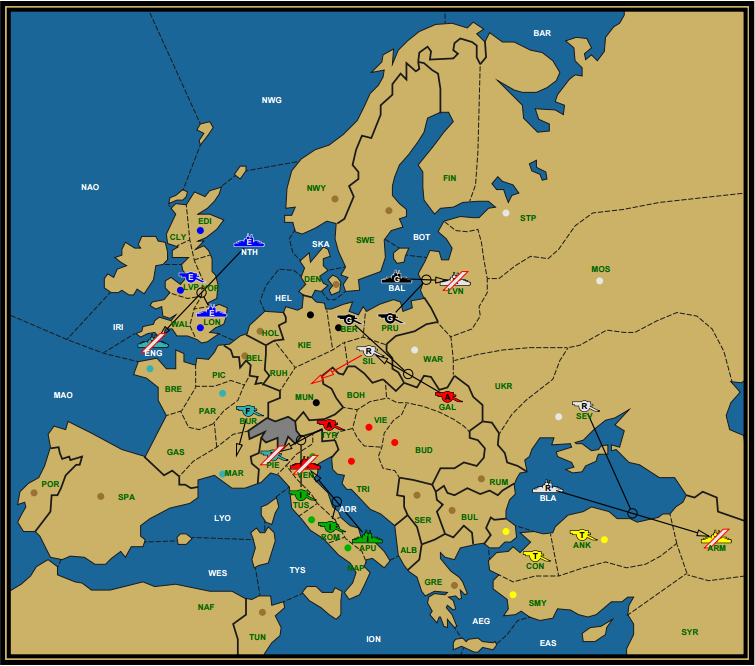 BAR
NWG
NAO
FIN
NWY
STP
EDI
CLY
SWE
BOT
SKA
E
NTH
MOS
DEN
E
LVP
YOR
G
BAL
LVN
HEL
E
LON
G
BER
G
PRU
IRI
WAL
HOL
KIE
ENG
R
SIL
WAR
BEL
RUH
PIC
BRE
UKR
MAO
MUN
BOH
A
GAL
PAR
F
BUR
R
SEV
A
TYR
VIE
GAS
BUD
PIE
VEN
MAR
POR
SPA
TRI
RUM
R
BLA
I
TUS
ADR
LYO
SER
BUL
I
ROM
APU
T
ANK
ARM
ALB
T
CON
NAP
WES
TYS
GRE
NAF
SMY
AEG
SYR
TUN
ION
EAS